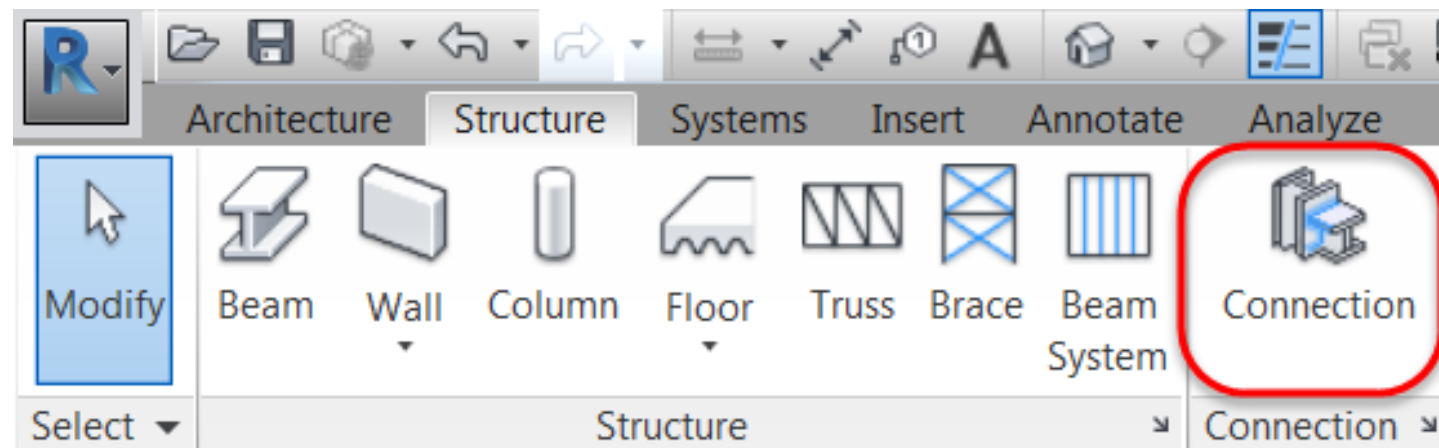 R
1 A
Architecture Structure Systems Insert Annotate Analyze
Modify Beam Wall Column Floor Truss Brace Beam Connection
System
Select Structure Connection